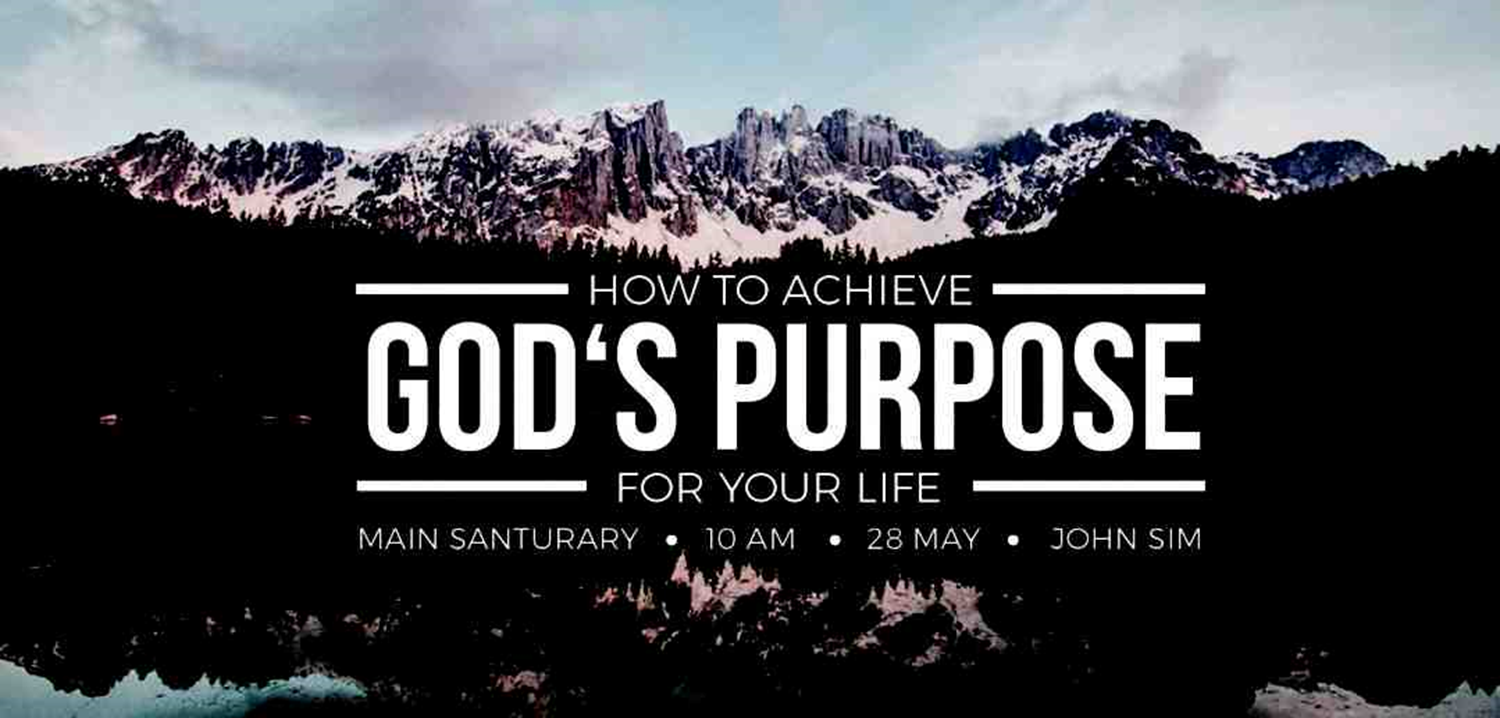 HOW TO ACHIEVE
GOD‘S PURPOSE
FOR YOUR LIFE
MAIN SANTURARY • 10 AM • 28 MAY • JOHN SIM